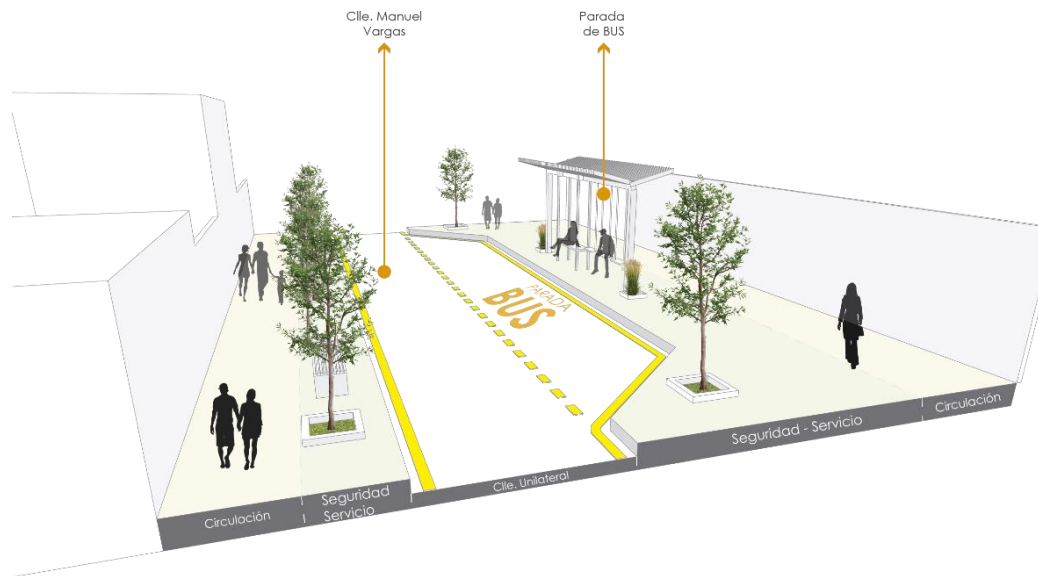 Clle. Manuel
Vargas
Parada
de BUS
PARADA
BUS
Circulación
Seguridad
Servicio
Clle. Unilateral
Seguridad - Servicio
Circulación